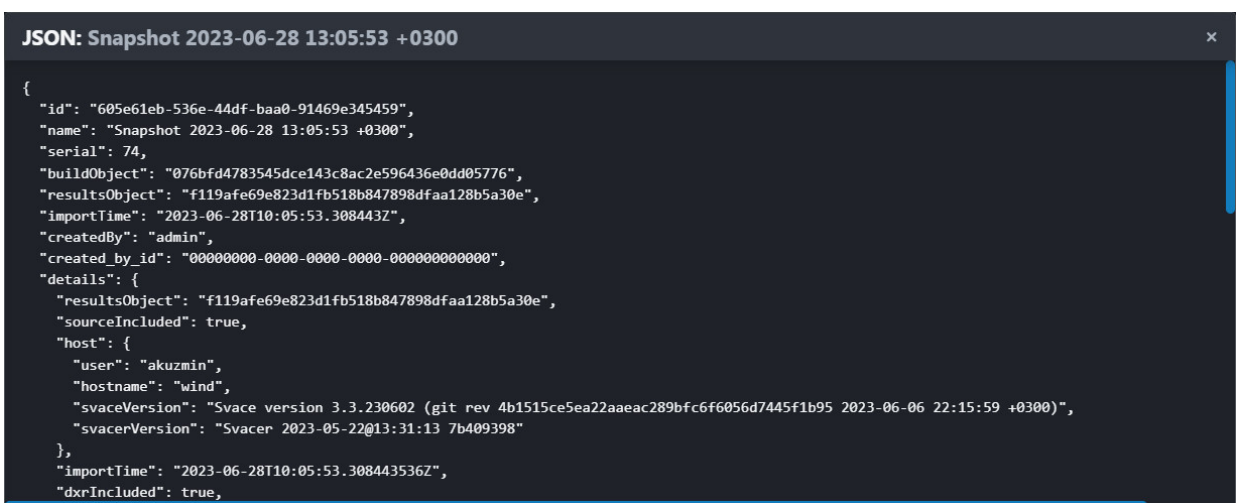 JSON: Snapshot 2023-06-28 13:05:53 +0300 ×
{
"id": "605e61eb-536e-44df-baa0-91469e345459",
"name": "Snapshot 2023-06-28 13:05:53 +0300",
"serial": 74,
"buildObject": "076bfd4783545dce143c8ac2e596436e0dd05776",
"resultsObject": "f119afe69e823d1fb518b847898dfaa128b5a30e",
"importTime": "2023-06-28T10:05:53.308443Z",
"createdBy": "admin",
"created_by_id": "00000000-0000-0000-0000-000000000000",
"details": {
"resultsObject": "f119afe69e823d1fb518b847898dfaa128b5a30e",
"sourceIncluded": true,
"host": {
"user": "akuzmin",
"hostname": "wind",
"svaceVersion": "Svace version 3.3.230602 (git rev 4b1515ce5ea22aaeac289bfc6f6056d7445f1b95 2023-06-06 22:15:59 +0300)",
"svacerVersion": "Svacer 2023-05-22@13:31:13 7b409398"
},
"importTime": "2023-06-28T10:05:53.308443536Z",
"dxrIncluded": true,